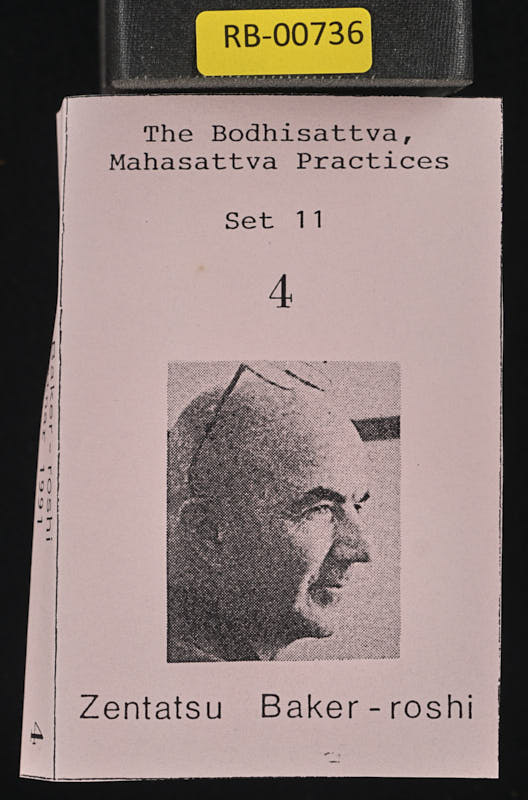 RB-00736
The Bodhisattva,
Mahasattva Practices
Set 11
4
Zentatsu Baker-roshi
Baker-roshi
1991
4